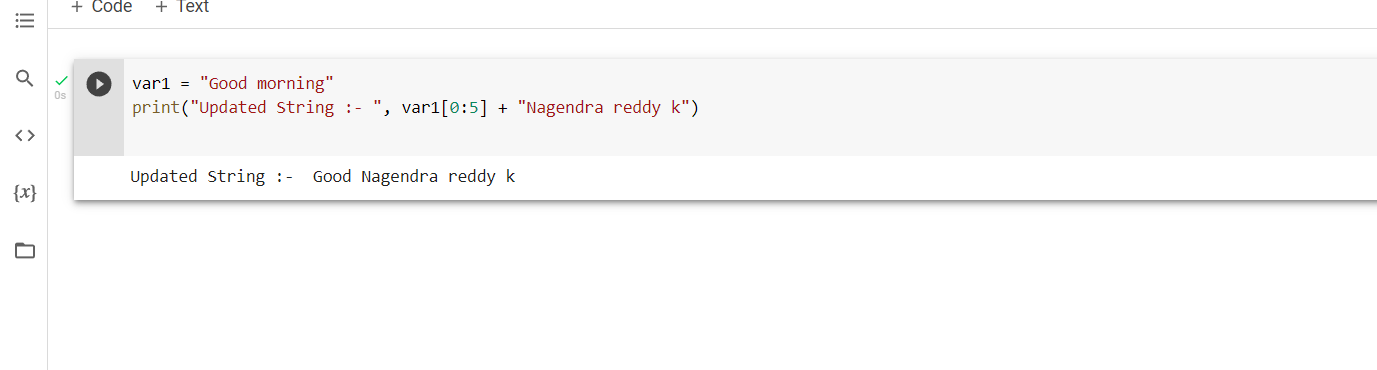 + Code + Text
0s
var1 = "Good morning"
print("Updated String :- ", var1[0:5] + "Nagendra reddy k")
{x}
Updated String :-  Good Nagendra reddy k